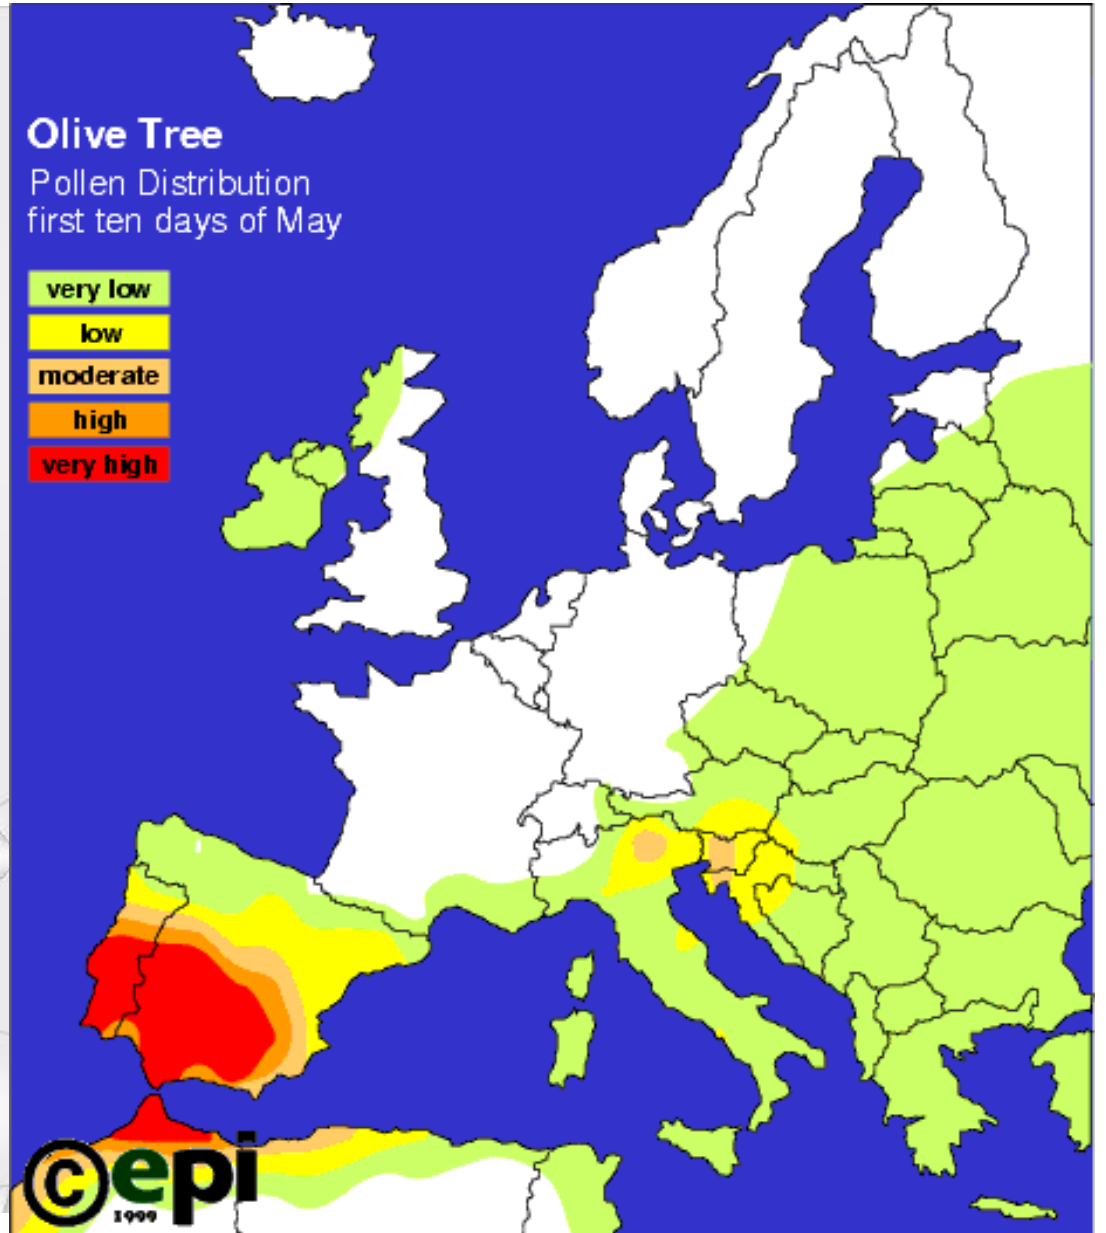 Olive Tree
Pollen Distribution
first ten days of May
very low
low
moderate
high
very high
©epi
1999